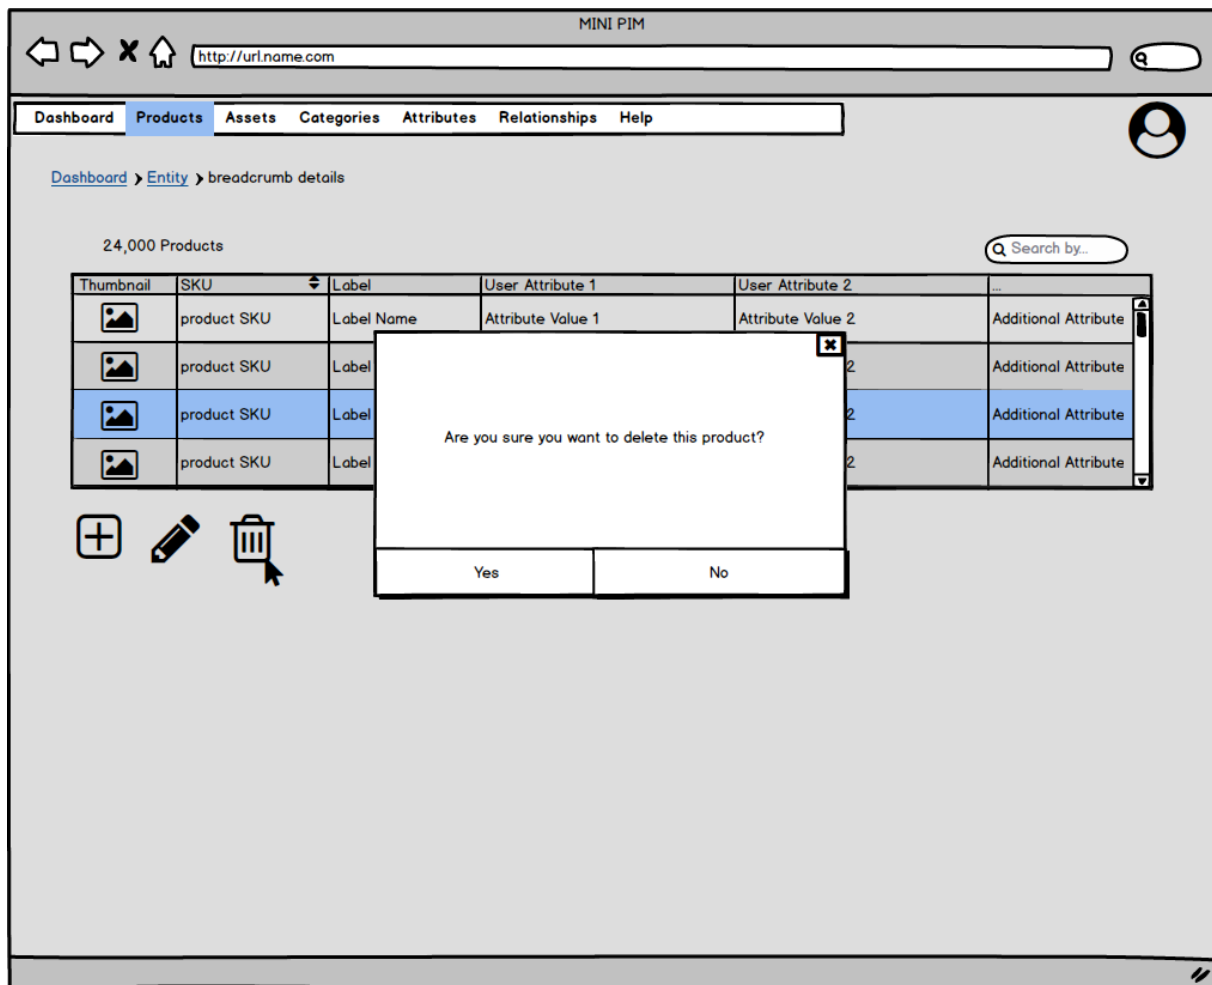 MINI PIM
http://url.name.com
Dashboard Products Assets Categories Attributes Relationships Help
Dashboard Entity breadcrumb details
24,000 Products
Search by...
Thumbnail SKU Label User Attribute 1 User Attribute 2 ...
product SKU Label Name Attribute Value 1 Attribute Value 2 Additional Attribute
product SKU Label 2 Additional Attribute
product SKU Label 2 Additional Attribute
Are you sure you want to delete this product?
product SKU Label 2 Additional Attribute
Yes No